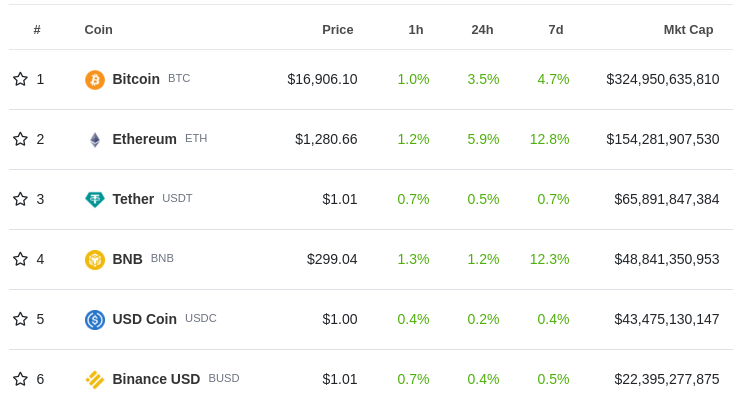 # Coin Price 1h 24h 7d Mkt Cap
1 Bitcoin BTC $16,906.10 1.0% 3.5% 4.7% $324,950,635,810
2 Ethereum ETH $1,280.66 1.2% 5.9% 12.8% $154,281,907,530
3 Tether USDT $1.01 0.7% 0.5% 0.7% $65,891,847,384
4 BNB BNB $299.04 1.3% 1.2% 12.3% $48,841,350,953
5 USD Coin USDC $1.00 0.4% 0.2% 0.4% $43,475,130,147
6 Binance USD BUSD $1.01 0.7% 0.4% 0.5% $22,395,277,875